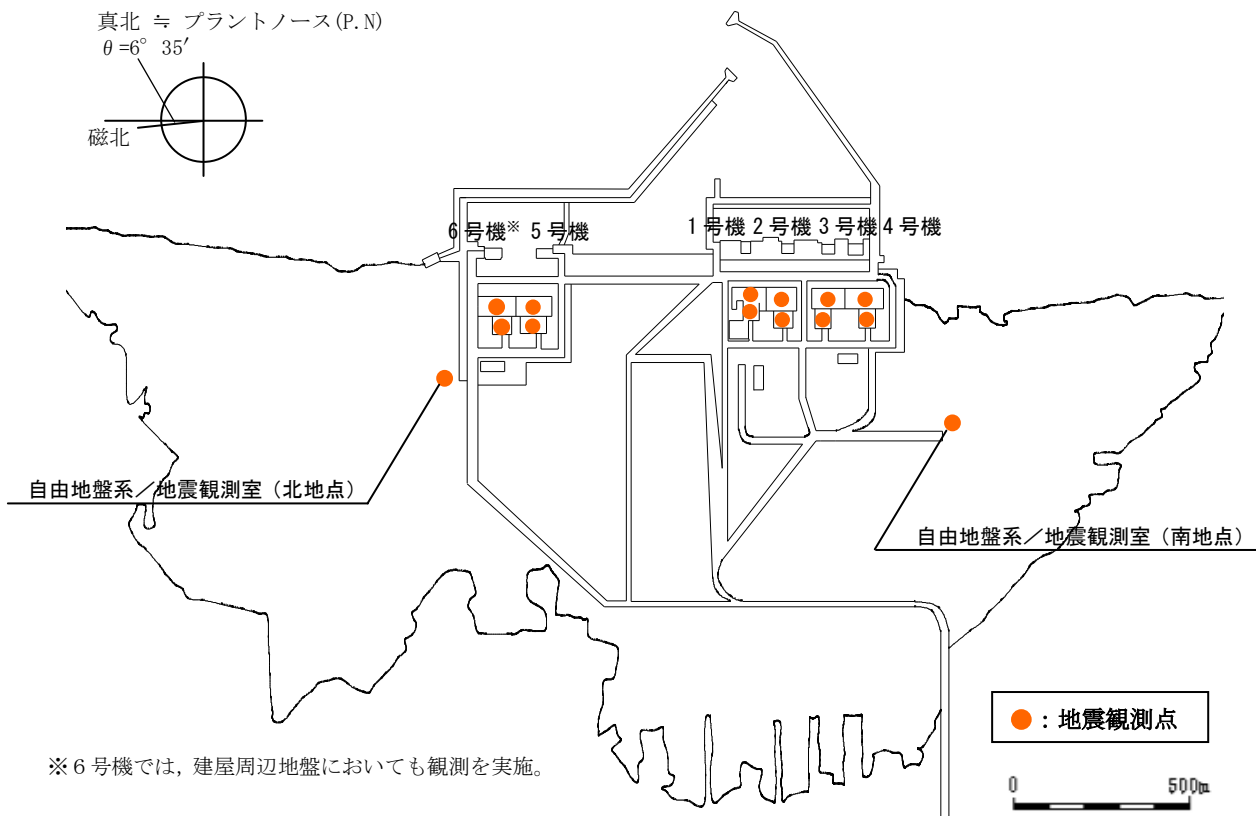 真北 ≒ プラントノース(P.N)
θ=6° 35′
磁北
6号機※ 5号機
1号機 2号機 3号機 4号機
自由地盤系／地震観測室（北地点）
自由地盤系／地震観測室（南地点）
：地震観測点
※６号機では, 建屋周辺地盤においても観測を実施。
0 500m